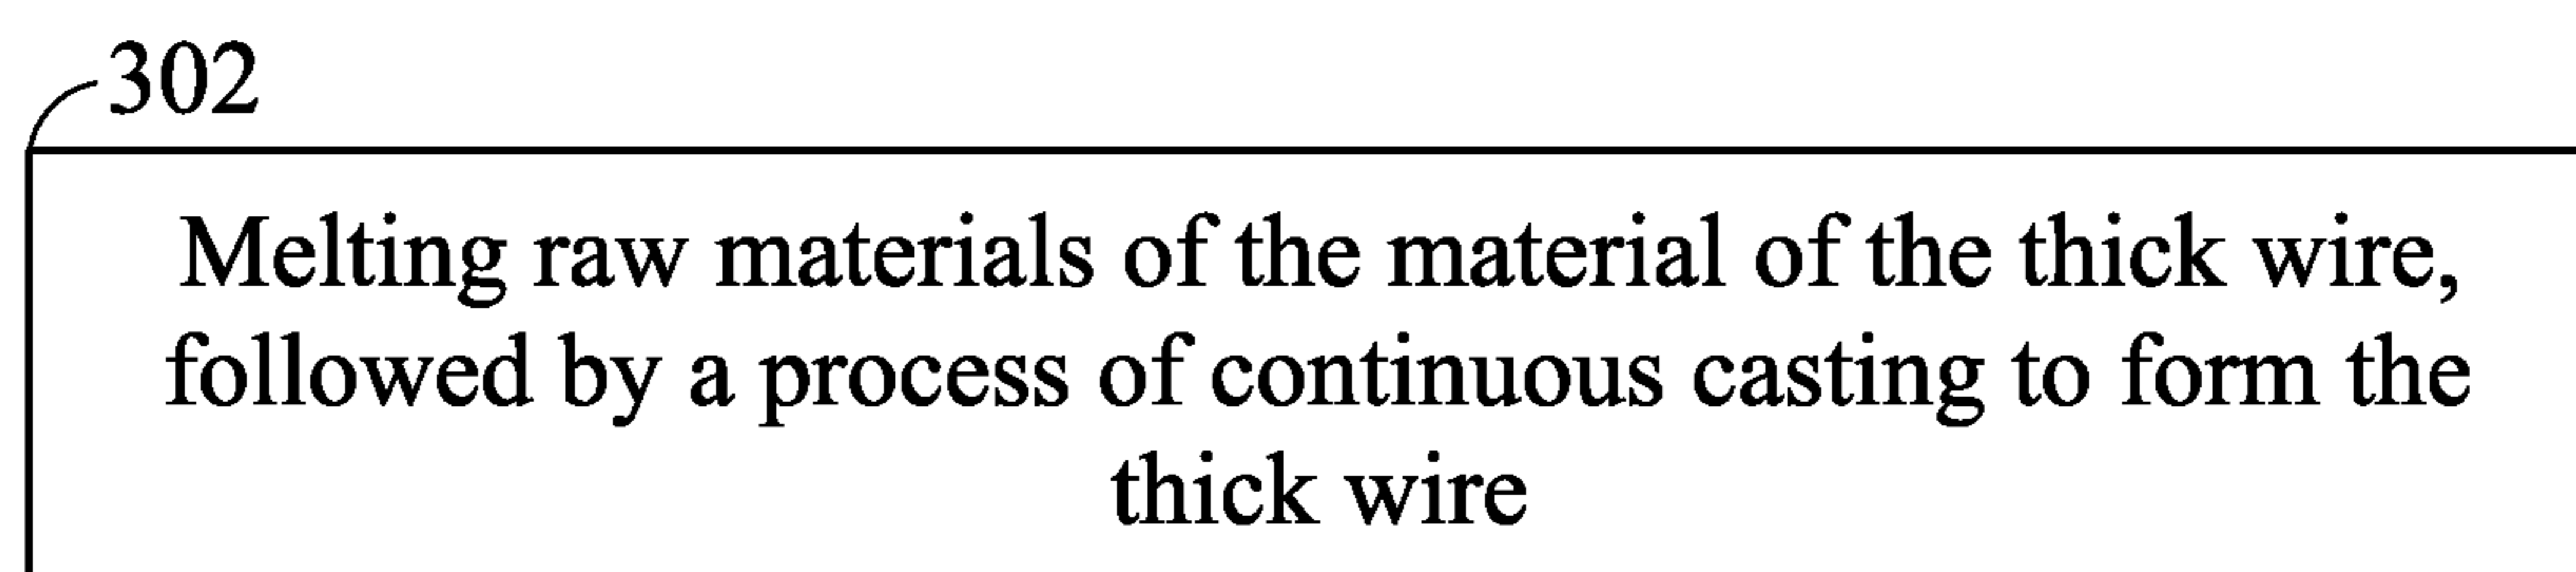 302
Melting raw materials of the material of the thick wire,
followed by a process of continuous casting to form the
thick wire